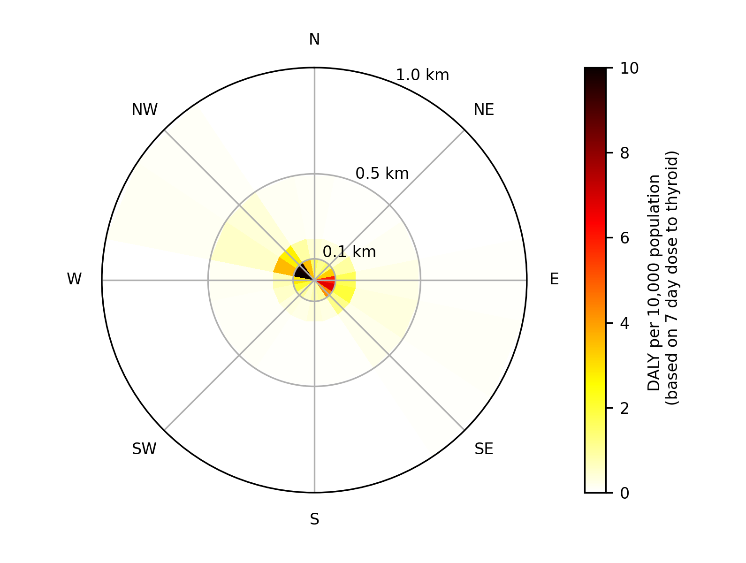 N
1.0 km
NW
NE
0.5 km
0.1 km
W
E
SW
SE
S
10
8
6
4
2
0
DALY per 10,000 population
(based on 7 day dose to thyroid)